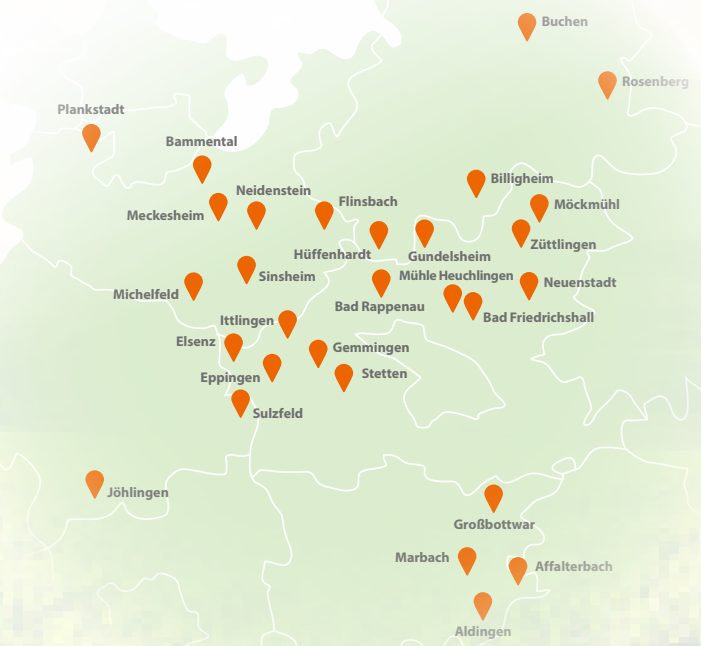 Buchen
Rosenberg
Plankstadt
Bammental
Neidenstein
Flinsbach
Billigheim
Möckmühl
Meckesheim
Züttlingen
Hüffenhardt
Gundelsheim
Sinsheim
Mühle Heuchlingen
Neuenstadt
Michelfeld
Bad Rappenau
Bad Friedrichshall
Ittlingen
Elsenz
Gemmingen
Eppingen
Stetten
Sulzfeld
Jöhlingen
Großbottwar
Marbach
Affalterbach
Aldingen